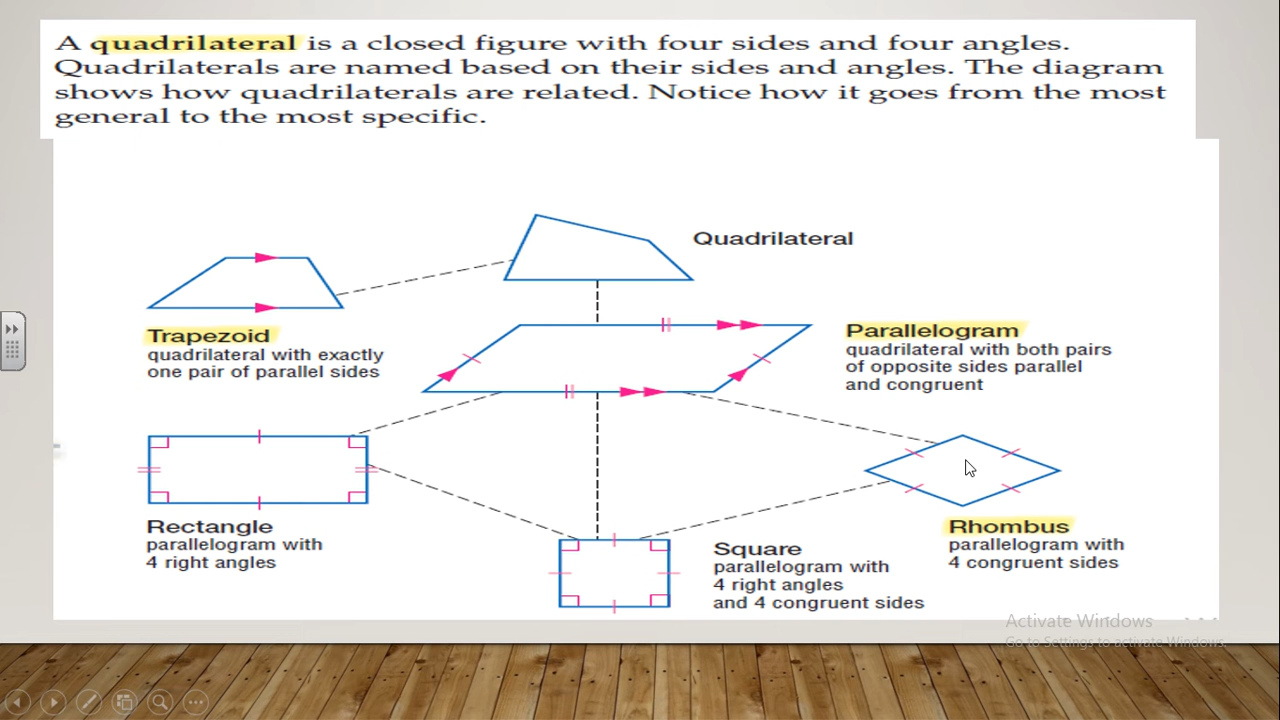 A quadrilateral is a closed figure with four sides and four angles.
Quadrilaterals are named based on their sides and angles. The diagram
shows how quadrilaterals are related. Notice how it goes from the most
general to the most specific.
Quadrilateral
Trapezoid
quadrilateral with exactly
one pair of parallel sides
Parallelogram
quadrilateral with both pairs
of opposite sides parallel
and congruent
Rectangle
parallelogram with
4 right angles
Square
parallelogram with
4 right angles
and 4 congruent sides
Rhombus
parallelogram with
4 congruent sides
Activate Windows
Go to Settings to activate Windows.